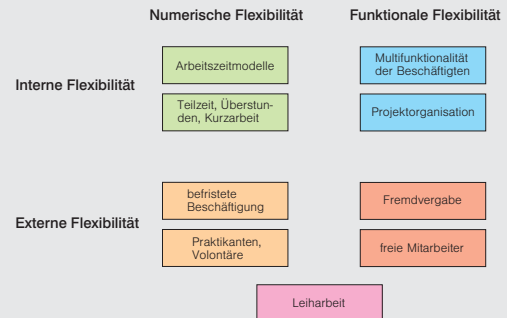 Numerische Flexibilität
Funktionale Flexibilität
Interne Flexibilität
Arbeitszeitmodelle
Multifunktionalität
der Beschäftigten
Teilzeit, Überstun-
den, Kurzarbeit
Projektorganisation
Externe Flexibilität
befristete
Beschäftigung
Fremdvergabe
Praktikanten,
Volontäre
freie Mitarbeiter
Leiharbeit